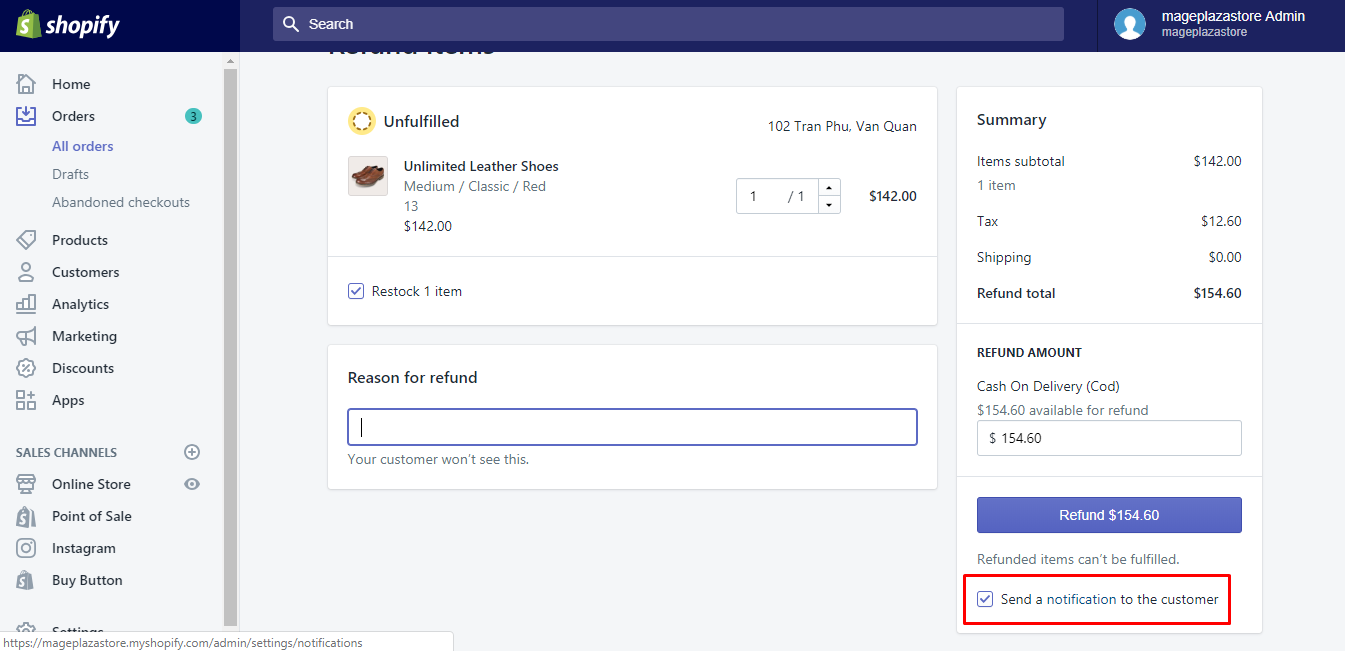 shopify
Search
mageplazastore Admin
mageplazastore
Refund items
Home
Orders 3
All orders
Drafts
Abandoned checkouts
Products
Customers
Analytics
Marketing
Discounts
Apps
SALES CHANNELS
Online Store
Point of Sale
Instagram
Buy Button
Settings
https://mageplazastore.myshopify.com/admin/settings/notifications
Unfulfilled
102 Tran Phu, Van Quan
Unlimited Leather Shoes
Medium / Classic / Red
13
$142.00
1 / 1
$142.00
Restock 1 item
Reason for refund
Your customer won't see this.
Summary
Items subtotal $142.00
1 item
Tax $12.60
Shipping $0.00
Refund total $154.60
REFUND AMOUNT
Cash On Delivery (Cod)
$154.60 available for refund
$ 154.60
Refund $154.60
Refunded items can't be fulfilled.
Send a notification to the customer